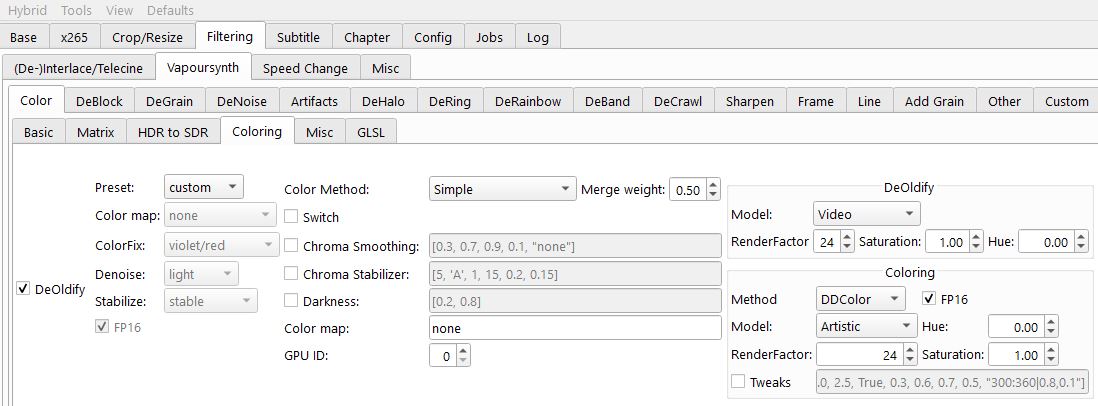 Hybrid Tools View Defaults
Base x265 Crop/Resize Filtering Subtitle Chapter Config Jobs Log
(De-)Interlace/Telecine Vapoursynth Speed Change Misc
Color DeBlock DeGrain DeNoise Artifacts DeHalo DeRing DeRainbow DeBand DeCrawl Sharpen Frame Line Add Grain Other Custom
Basic Matrix HDR to SDR Coloring Misc GLSL
DeOldify
Preset: custom
Color map: none
ColorFix: violet/red
Denoise: light
Stabilize: stable
FP16
Color Method: Simple Merge weight: 0.50
Switch
Chroma Smoothing: [0.3, 0.7, 0.9, 0.1, "none"]
Chroma Stabilizer: [5, 'A', 1, 15, 0.2, 0.15]
Darkness: [0.2, 0.8]
Color map: none
GPU ID: 0
DeOldify
Model: Video
RenderFactor 24 Saturation: 1.00 Hue: 0.00
Coloring
Method DDColor FP16
Model: Artistic Hue: 0.00
RenderFactor: 24 Saturation: 1.00
Tweaks .0, 2.5, True, 0.3, 0.6, 0.7, 0.5, "300:360|0.8,0.1"]